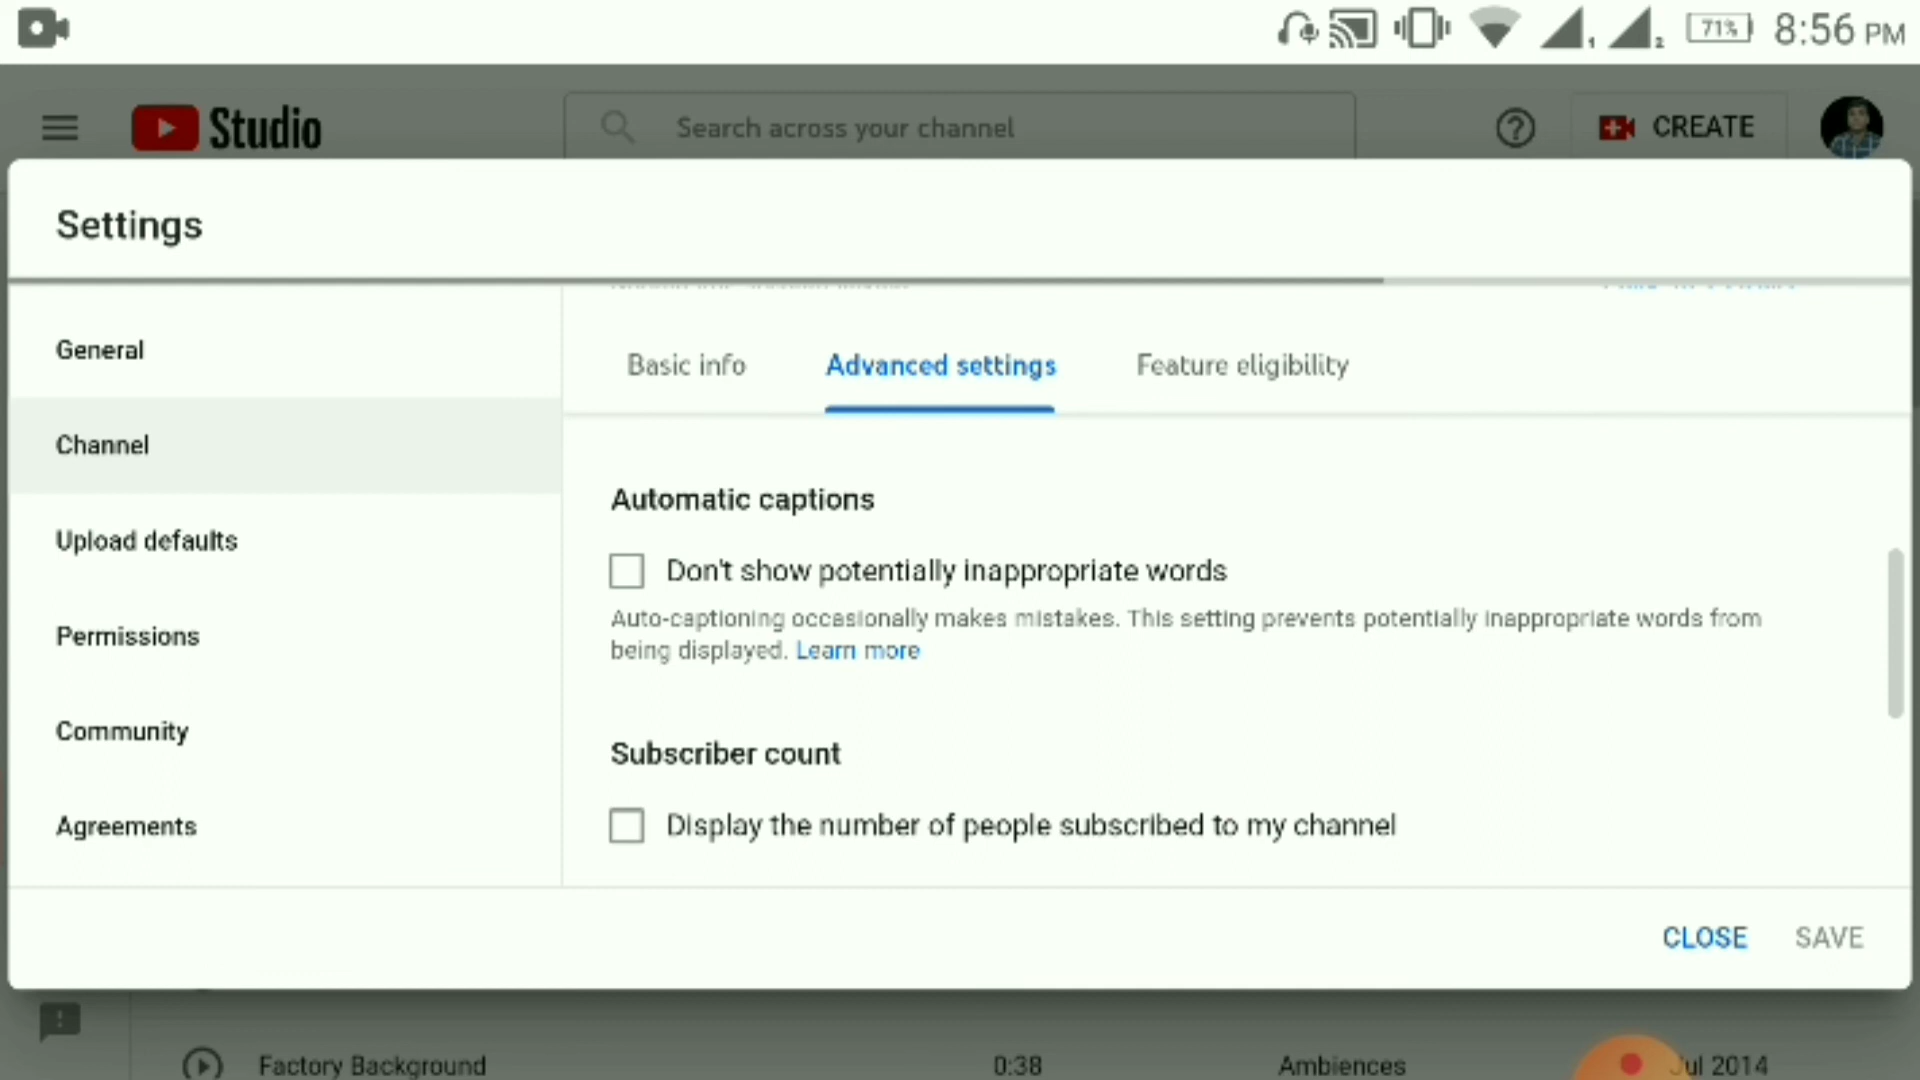 71% 8:56 PM
Studio Search across your channel CREATE
Settings
General
Channel
Upload defaults
Permissions
Community
Agreements
Basic info Advanced settings Feature eligibility
Automatic captions
Don't show potentially inappropriate words
Auto-captioning occasionally makes mistakes. This setting prevents potentially inappropriate words from
being displayed. Learn more
Subscriber count
Display the number of people subscribed to my channel
CLOSE SAVE
Factory Background 0:38 Ambiences Jul 2014